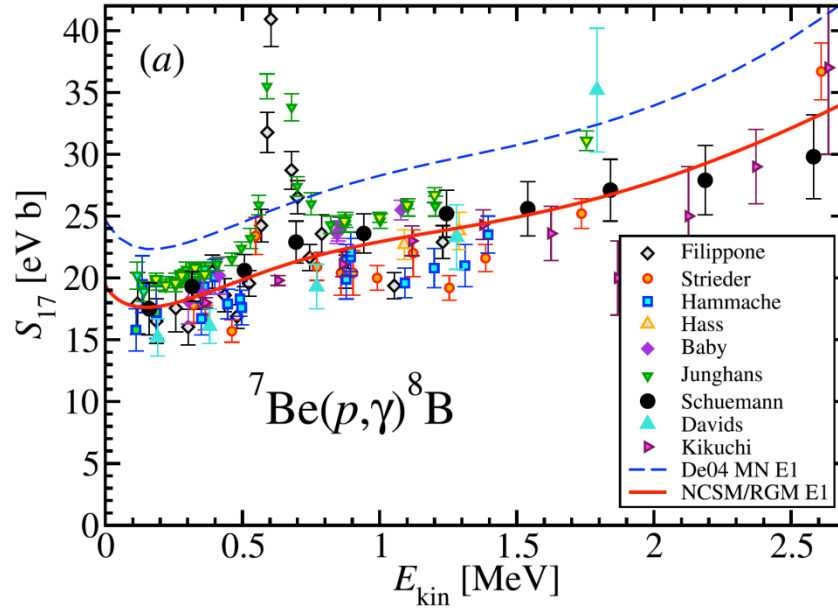 (a)
40
35
30
25
20
15
10
5
0
S₁₇ [eV b]
⁷Be(p,γ)⁸B
Filippone
Strieder
Hammache
Hass
Baby
Junghans
Schuemann
Davids
Kikuchi
De04 MN E1
NCSM/RGM E1
0 0.5 1 1.5 2 2.5
E_kin [MeV]